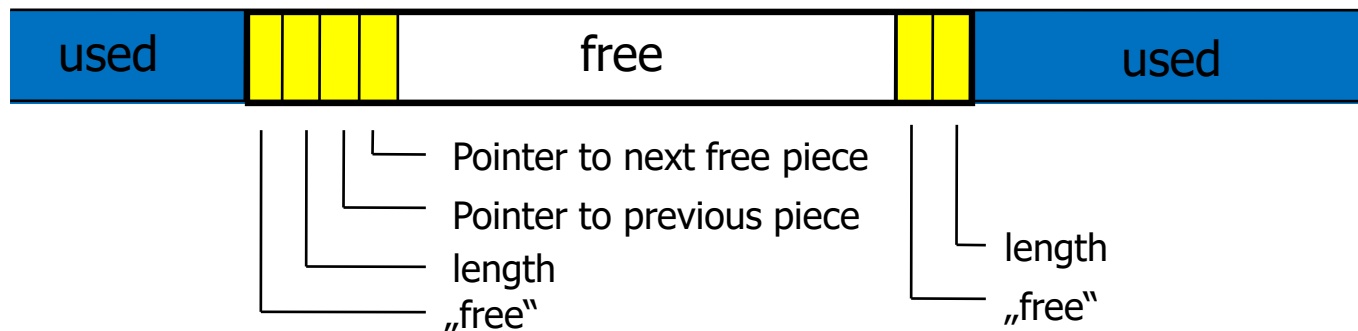 used
free
used
Pointer to next free piece
Pointer to previous piece
length
„free“
length
„free“